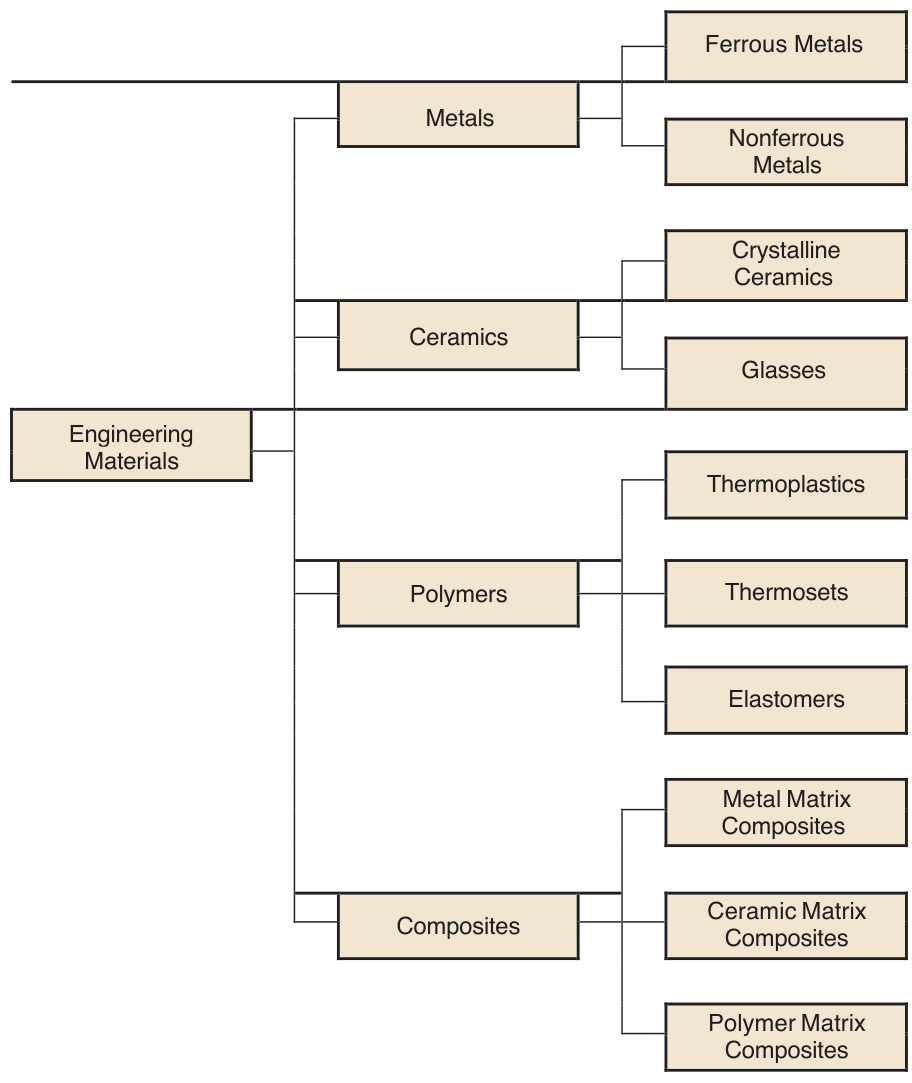 Ferrous Metals
Metals
Nonferrous
Metals
Crystalline
Ceramics
Ceramics
Glasses
Engineering
Materials
Thermoplastics
Polymers
Thermosets
Elastomers
Metal Matrix
Composites
Composites
Ceramic Matrix
Composites
Polymer Matrix
Composites